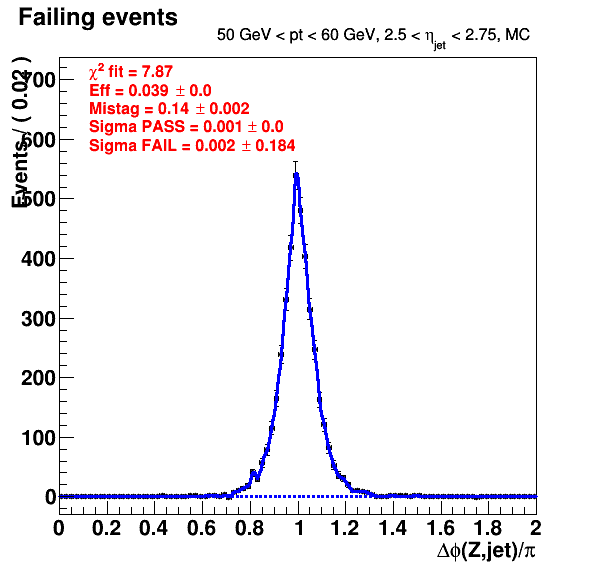 Failing events
50 GeV < pt < 60 GeV, 2.5 < η_jet < 2.75, MC
χ² fit = 7.87
Eff = 0.039 ± 0.0
Mistag = 0.14 ± 0.002
Sigma PASS = 0.001 ± 0.0
Sigma FAIL = 0.002 ± 0.184
Events / ( 0.02 )
700
600
500
400
300
200
100
0
0 0.2 0.4 0.6 0.8 1 1.2 1.4 1.6 1.8 2
Δϕ(Z,jet)/π